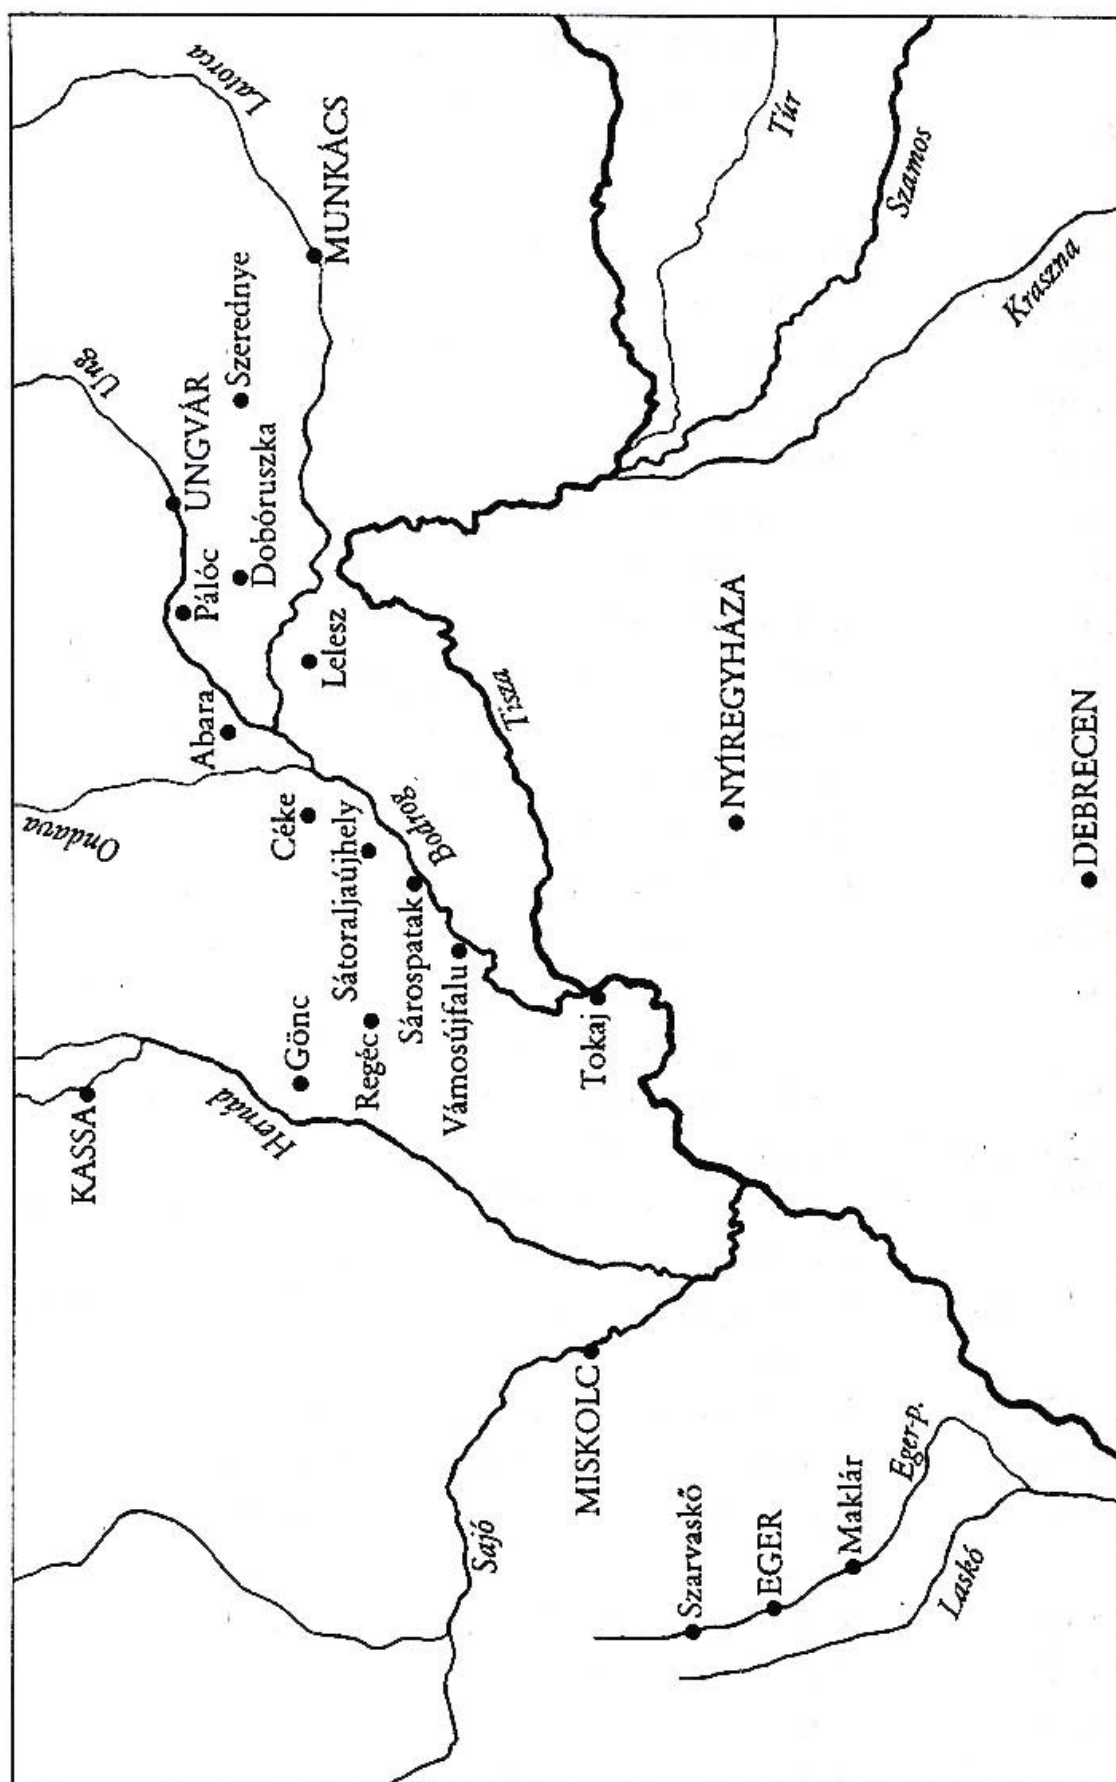 KASSA
Ondava
Ung
Latorca
UNGVÁR
Pálóc
Abara
Szerednye
Hernád
Dobóruszka
Céke
Gönc
Lelesz
MUNKÁCS
Sátoraljaújhely
Regéc
Sárospatak
Bodrog
Vámosújfalu
Sajó
Tisza
MISKOLC
Tokaj
Szarvaskő
NYÍREGYHÁZA
EGER
Túr
Maklár
Eger-p.
Szamos
Laskó
Kraszna
DEBRECEN